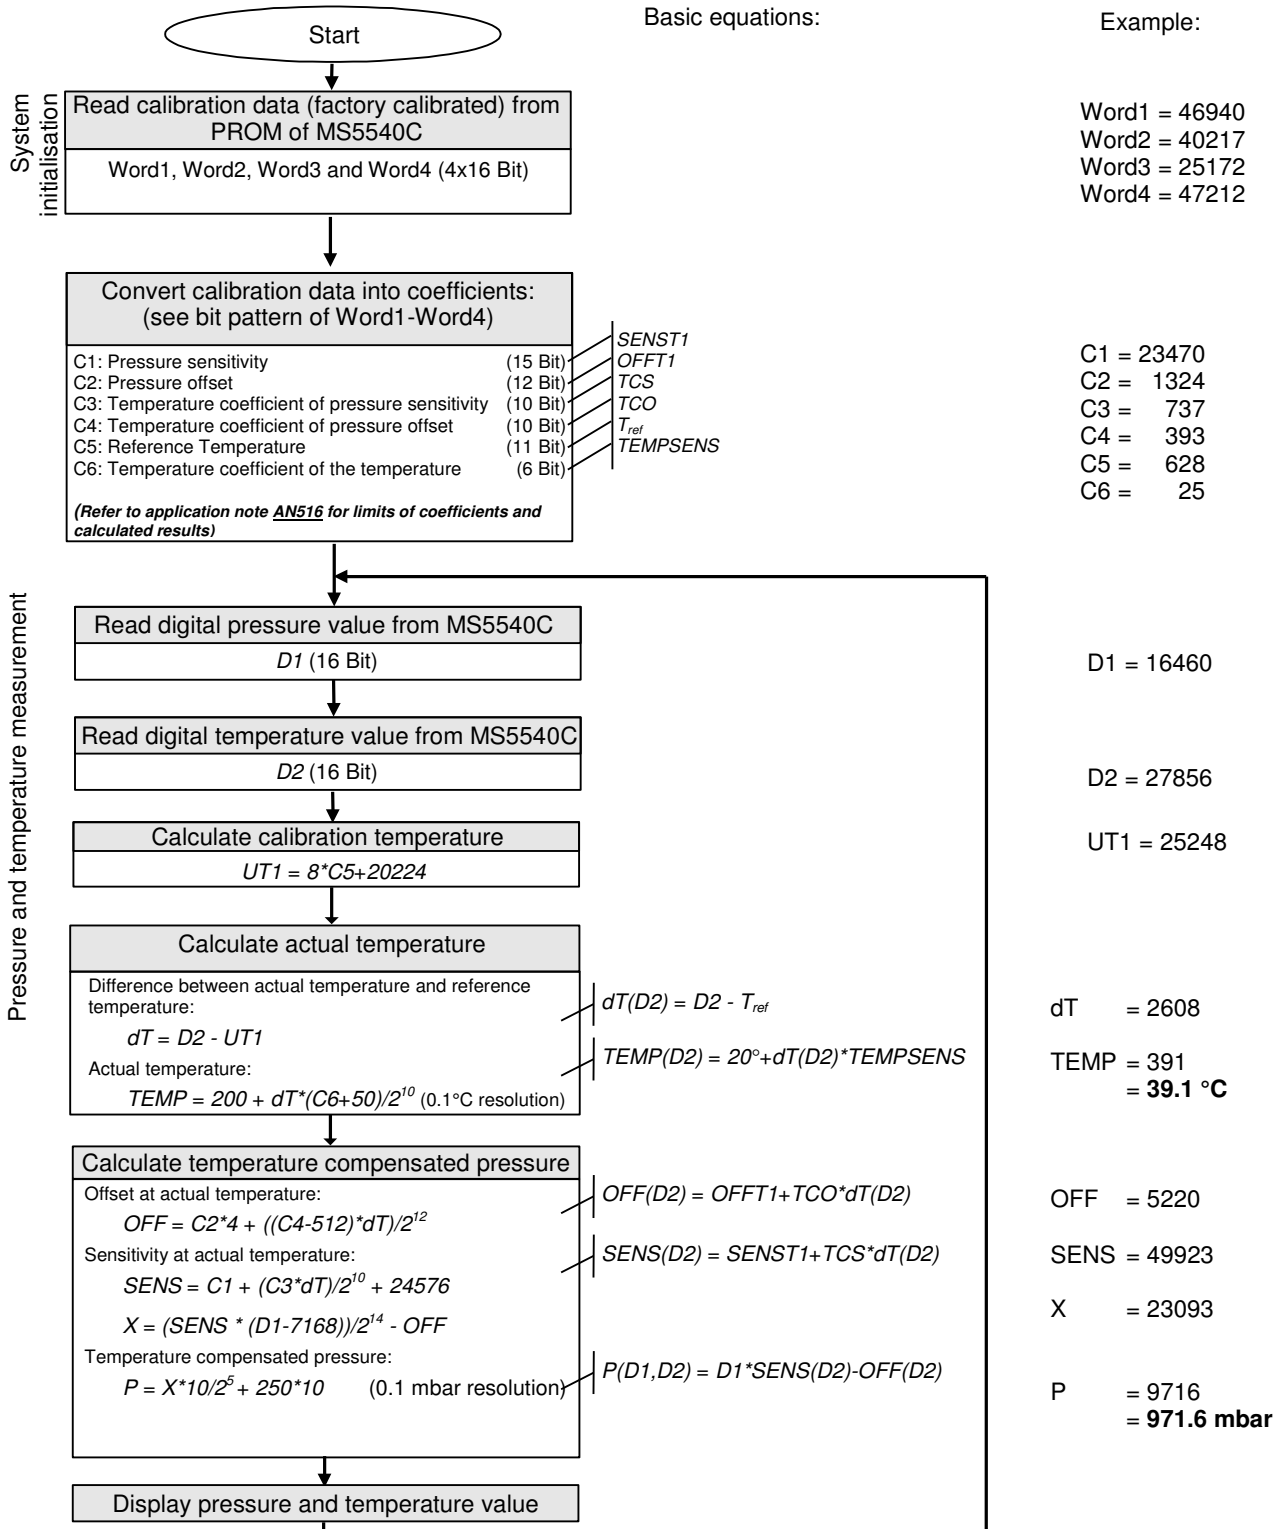 Basic equations:
Example:
Start
System
initialisation
Read calibration data (factory calibrated) from
PROM of MS5540C
Word1, Word2, Word3 and Word4 (4x16 Bit)
Word1 = 46940
Word2 = 40217
Word3 = 25172
Word4 = 47212
Convert calibration data into coefficients:
(see bit pattern of Word1-Word4)
C1: Pressure sensitivity (15 Bit) SENST1
C2: Pressure offset (12 Bit) OFFT1
C3: Temperature coefficient of pressure sensitivity (10 Bit) TCS
C4: Temperature coefficient of pressure offset (10 Bit) TCO
C5: Reference Temperature (11 Bit) Tref
C6: Temperature coefficient of the temperature (6 Bit) TEMPSENS
(Refer to application note AN516 for limits of coefficients and
calculated results)
C1 = 23470
C2 = 1324
C3 = 737
C4 = 393
C5 = 628
C6 = 25
Pressure and temperature measurement
Read digital pressure value from MS5540C
D1 (16 Bit)
D1 = 16460
Read digital temperature value from MS5540C
D2 (16 Bit)
D2 = 27856
Calculate calibration temperature
UT1 = 8*C5+20224
UT1 = 25248
Calculate actual temperature
Difference between actual temperature and reference
temperature:
dT = D2 - UT1
dT(D2) = D2 - Tref
dT = 2608
Actual temperature:
TEMP = 200 + dT*(C6+50)/2^10 (0.1°C resolution)
TEMP(D2) = 20°+dT(D2)*TEMPSENS
TEMP = 391
= 39.1 °C
Calculate temperature compensated pressure
Offset at actual temperature:
OFF = C2*4 + ((C4-512)*dT)/2^12
OFF(D2) = OFFT1+TCO*dT(D2)
OFF = 5220
Sensitivity at actual temperature:
SENS = C1 + (C3*dT)/2^10 + 24576
SENS(D2) = SENST1+TCS*dT(D2)
SENS = 49923
X = (SENS * (D1-7168))/2^14 - OFF
X = 23093
Temperature compensated pressure:
P = X*10/2^5 + 250*10 (0.1 mbar resolution)
P(D1,D2) = D1*SENS(D2)-OFF(D2)
P = 9716
= 971.6 mbar
Display pressure and temperature value